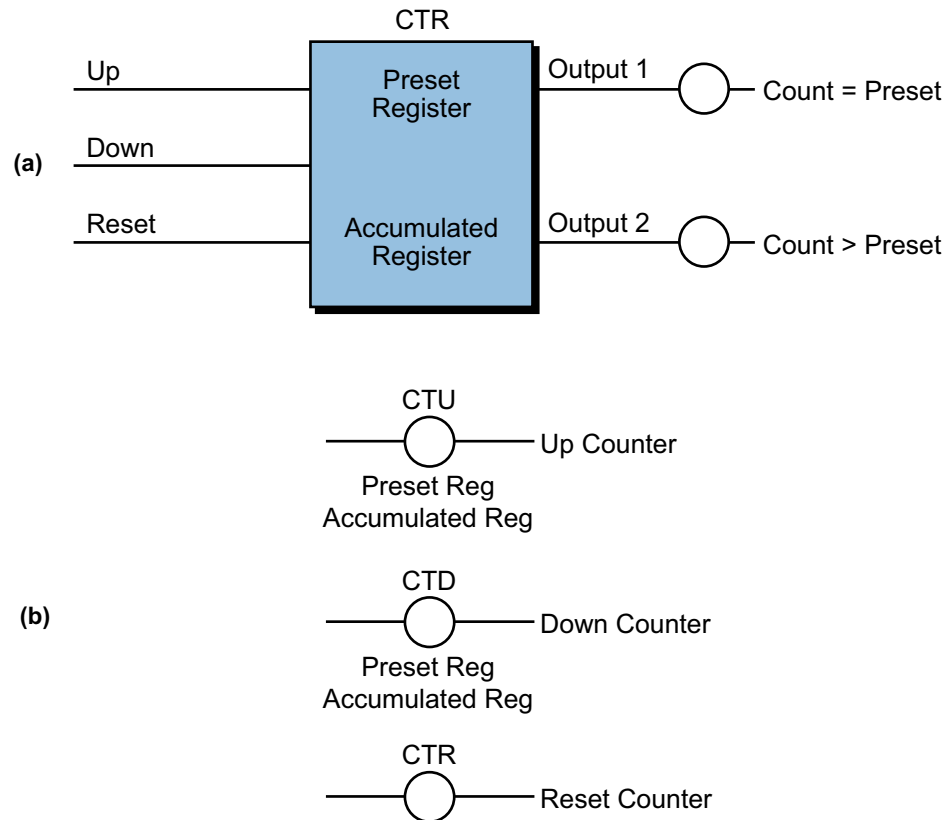 CTR
Up
Preset
Register
Output 1
Count = Preset
Down
(a)
Reset
Accumulated
Register
Output 2
Count > Preset
CTU
Up Counter
Preset Reg
Accumulated Reg
(b)
CTD
Down Counter
Preset Reg
Accumulated Reg
CTR
Reset Counter